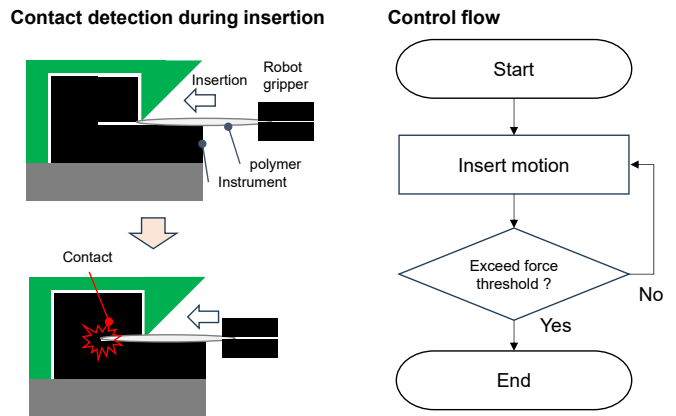 Contact detection during insertion
Insertion
Robot
gripper
polymer
Instrument
Contact
Control flow
Start
Insert motion
Exceed force
threshold ?
No
Yes
End